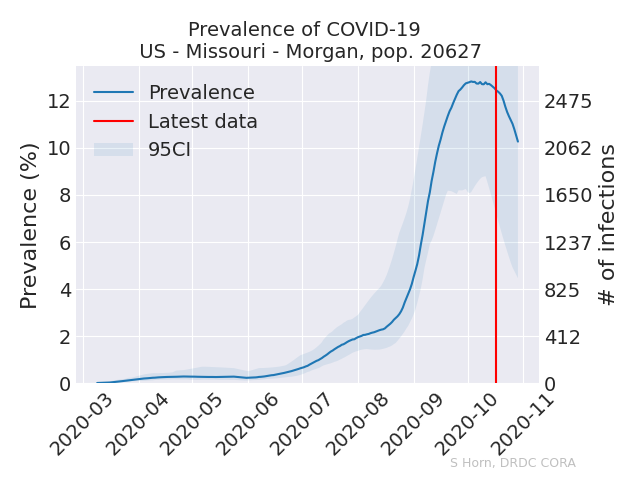 Prevalence of COVID-19
US - Missouri - Morgan, pop. 20627
Prevalence
Latest data
95CI
Prevalence (%)
12
10
8
6
4
2
0
2475
2062
1650
1237
825
412
0
# of infections
2020-03
2020-04
2020-05
2020-06
2020-07
2020-08
2020-09
2020-10
2020-11
S Horn, DRDC CORA